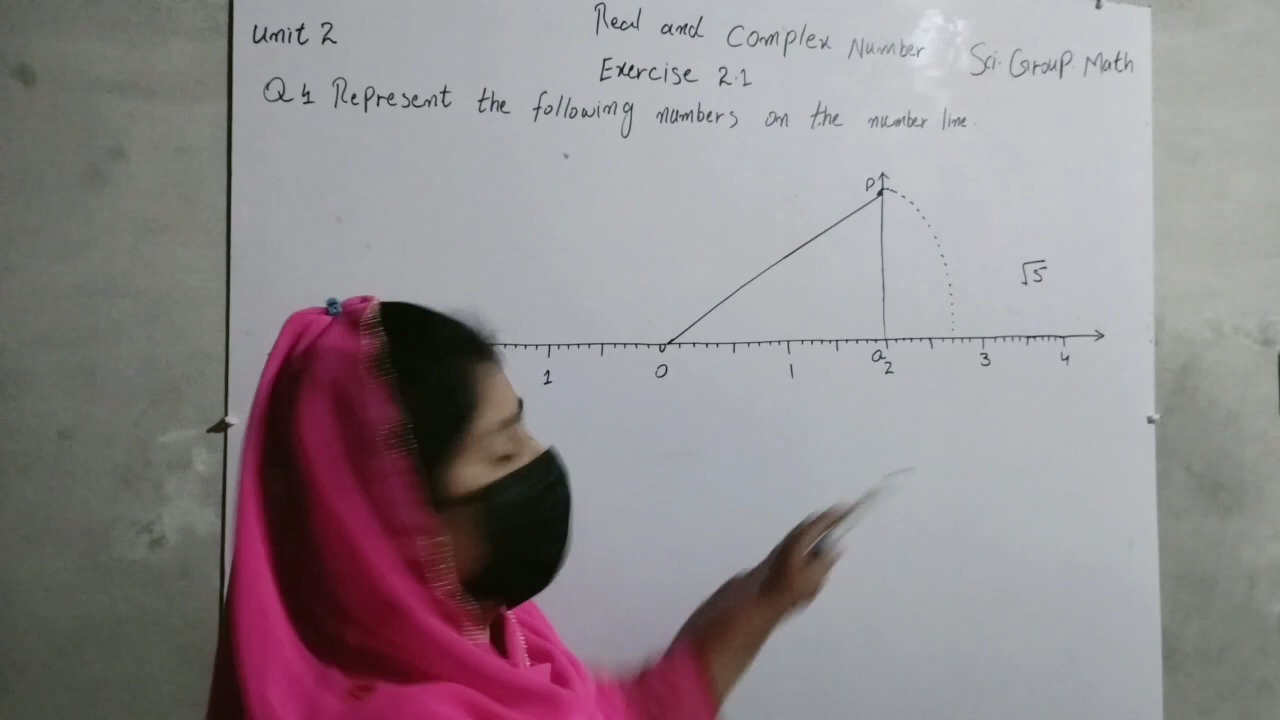 Unit 2
Real and Complex Number
Sci. Group. Math
Exercise 2.1
Q 1 Represent the following numbers on the number line.
P
√5
1 0 1 2 3 4
Q